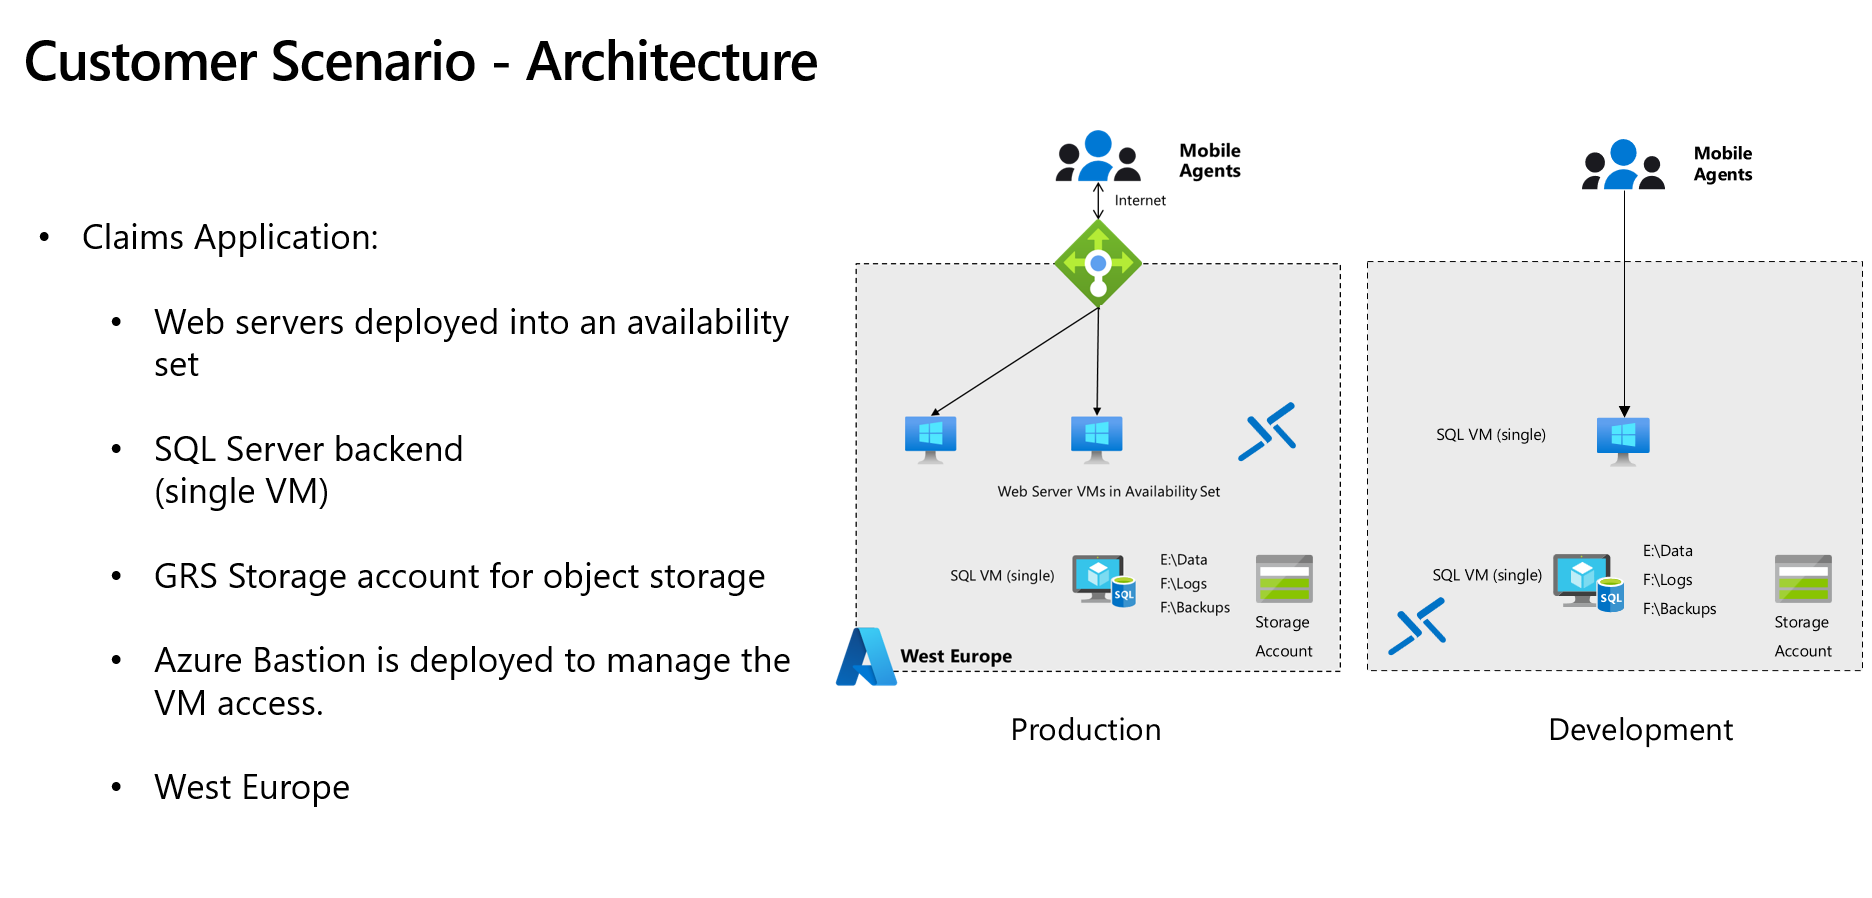 Customer Scenario - Architecture
• Claims Application:
• Web servers deployed into an availability
set
• SQL Server backend
(single VM)
• GRS Storage account for object storage
• Azure Bastion is deployed to manage the
VM access.
• West Europe
Mobile
Agents
Internet
Web Server VMs in Availability Set
SQL VM (single)
SQL
E:\Data
F:\Logs
F:\Backups
Storage
Account
West Europe
Production
Mobile
Agents
SQL VM (single)
SQL VM (single)
SQL
E:\Data
F:\Logs
F:\Backups
Storage
Account
Development